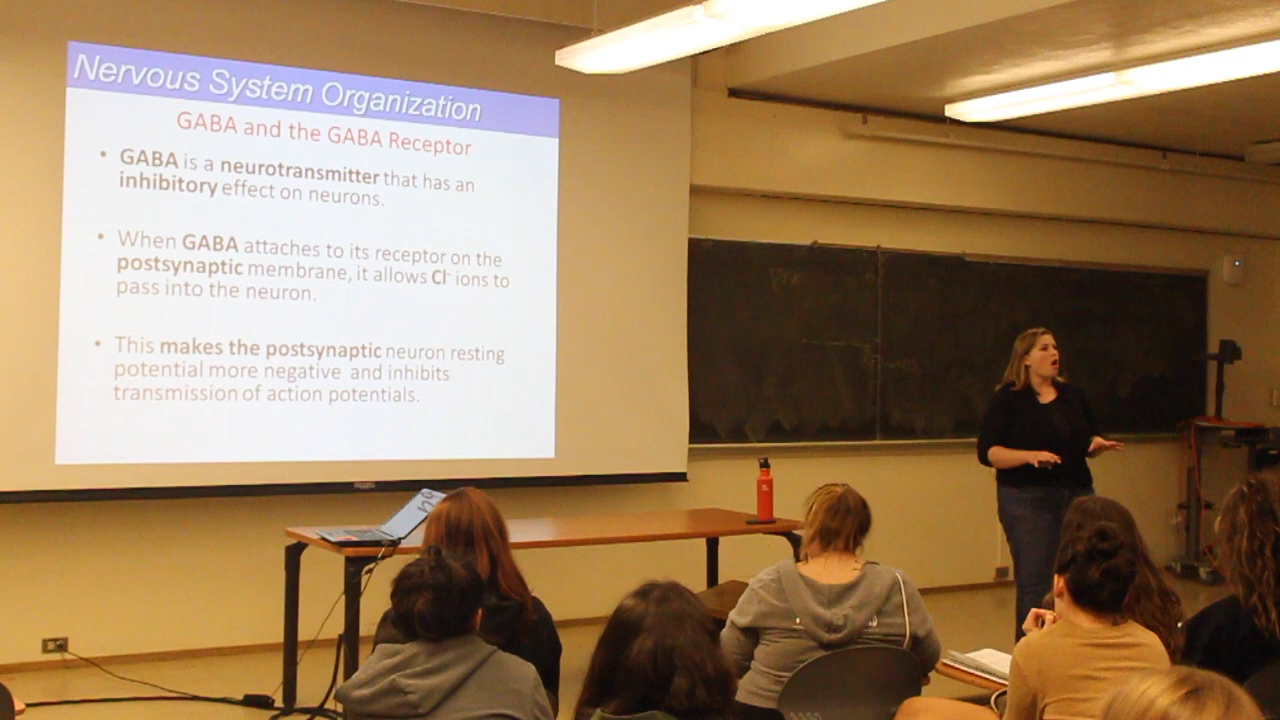 Nervous System Organization
GABA and the GABA Receptor
• GABA is a neurotransmitter that has an
inhibitory effect on neurons.
• When GABA attaches to its receptor on the
postsynaptic membrane, it allows Cl⁻ ions to
pass into the neuron.
• This makes the postsynaptic neuron resting
potential more negative and inhibits
transmission of action potentials.